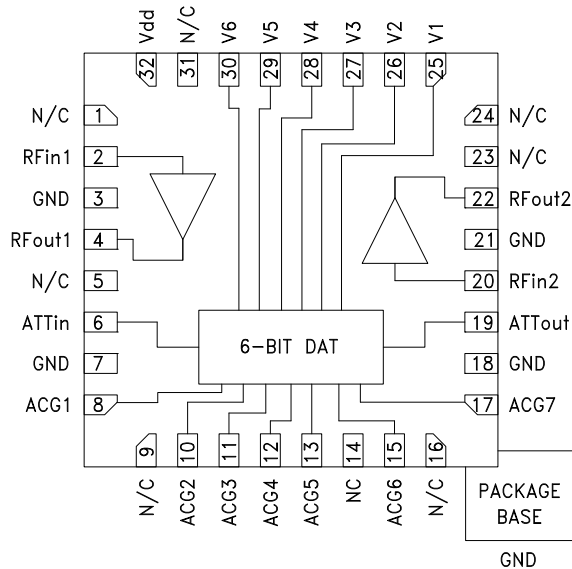 Vdd
N/C
V6
V5
V4
V3
V2
V1
32
31
30
29
28
27
26
25
N/C
1
24
N/C
RFin1
2
23
N/C
GND
3
22
RFout2
RFout1
4
21
GND
N/C
5
20
RFin2
ATTin
6
6-BIT DAT
19
ATTout
GND
7
18
GND
ACG1
8
17
ACG7
9
10
11
12
13
14
15
16
N/C
ACG2
ACG3
ACG4
ACG5
NC
ACG6
N/C
PACKAGE
BASE
GND